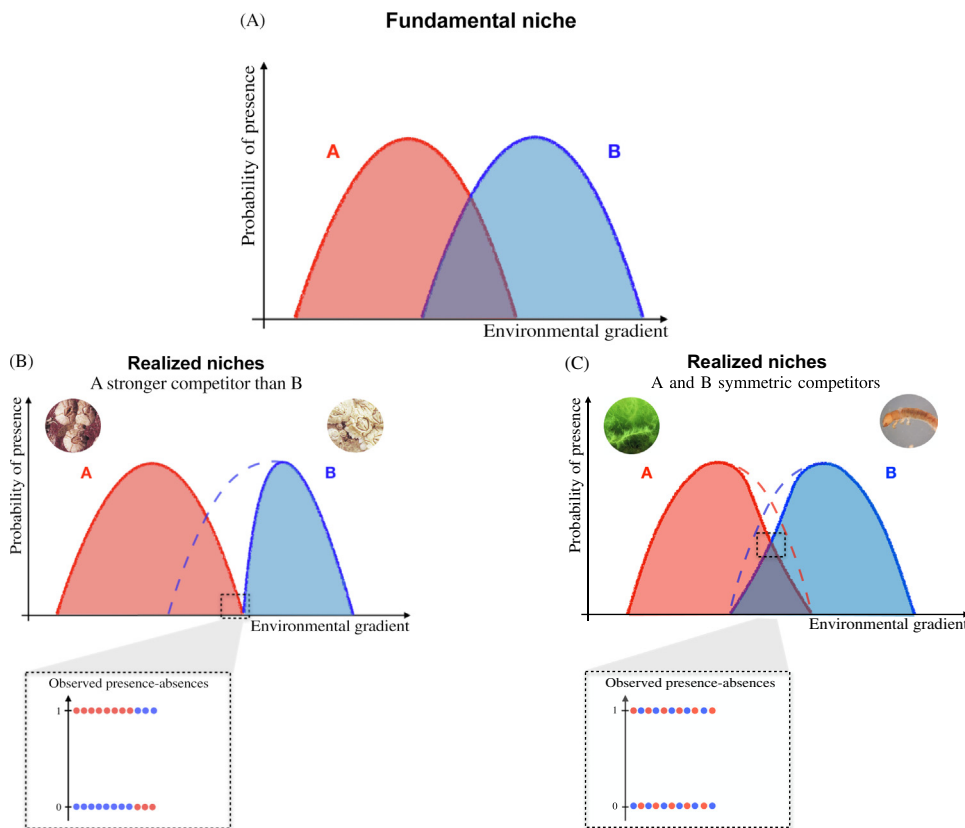 (A)
Fundamental niche
Probability of presence
A
B
Environmental gradient
(B)
Realized niches
A stronger competitor than B
Probability of presence
A
B
Environmental gradient
Observed presence-absences
1
0
(C)
Realized niches
A and B symmetric competitors
Probability of presence
A
B
Environmental gradient
Observed presence-absences
1
0